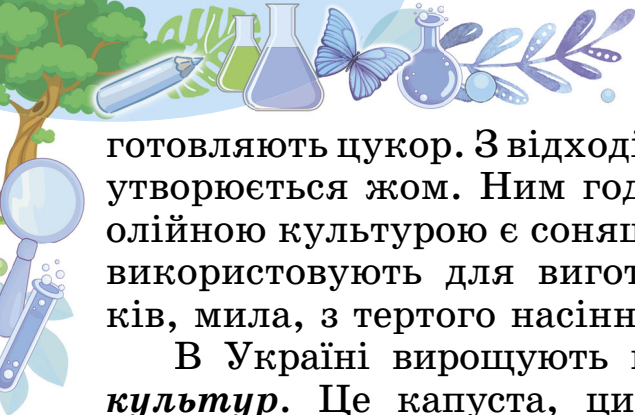 готовляють цукор. З відході
утворюється жом. Ним год
олійною культурою є соняш
використовують для вигот
ків, мила, з тертого насінн
В Україні вирощують
культур. Це капуста, ци